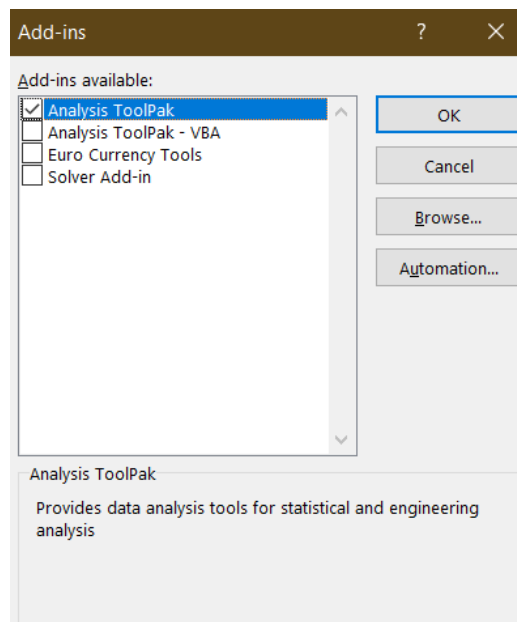 Add-ins ?
Add-ins available:
Analysis ToolPak
Analysis ToolPak - VBA
Euro Currency Tools
Solver Add-in
OK
Cancel
Browse...
Automation...
Analysis ToolPak
Provides data analysis tools for statistical and engineering
analysis